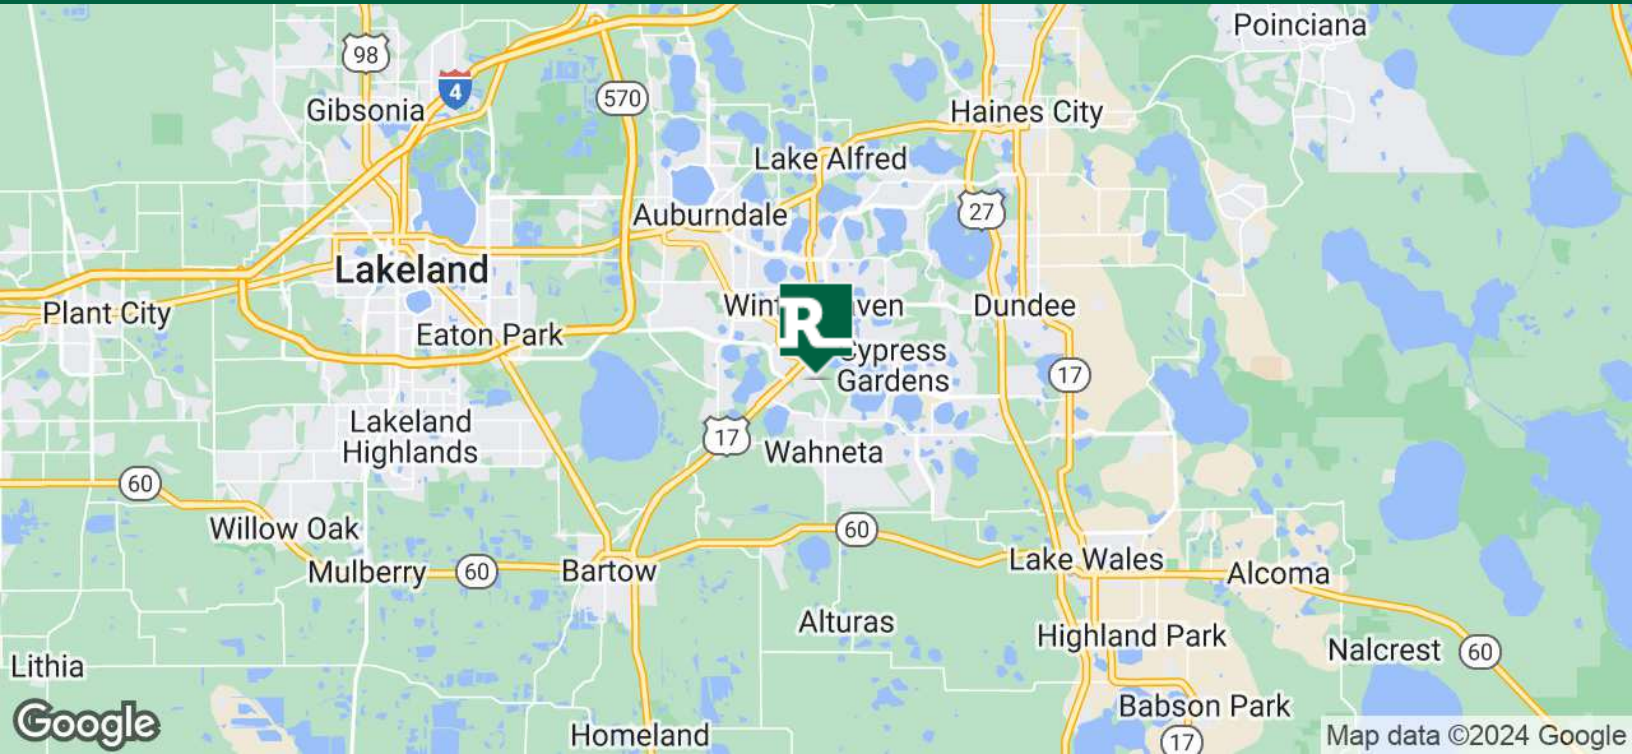 Poinciana
98
4
Gibsonia
570
Haines City
Lake Alfred
27
Auburndale
Lakeland
Plant City
Eaton Park
Win
R
ven
Dundee
ypress
Gardens
17
Lakeland
Highlands
17
Wahneta
60
Willow Oak
60
Mulberry
60
Bartow
Lake Wales
Alcoma
Alturas
Highland Park
Nalcrest
60
Lithia
Babson Park
Google
Homeland
17
Map data ©2024 Google